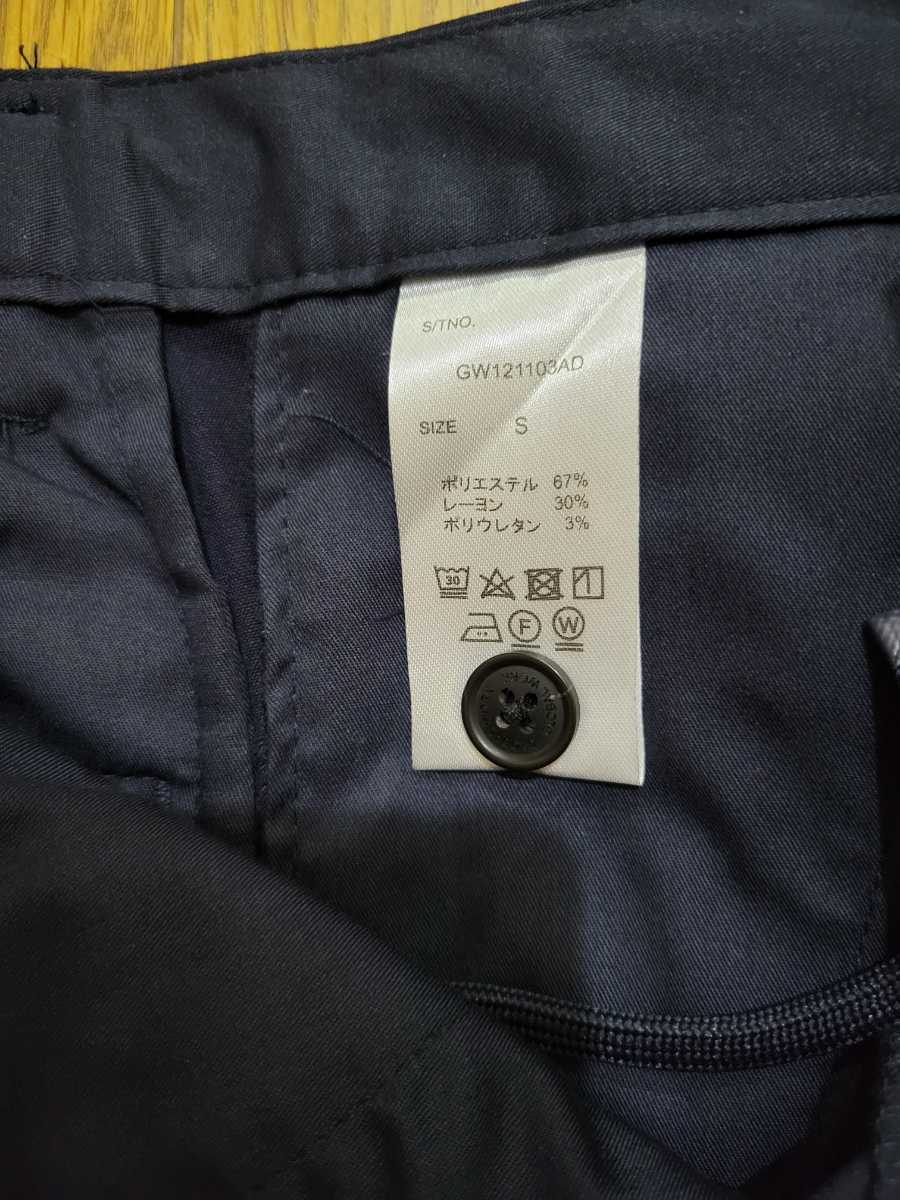 S/TNO.
GW121103AD
SIZE S
ポリエステル 67%
レーヨン 30%
ポリウレタン 3%
30
F W